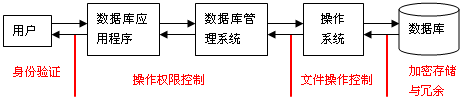 用户
数据库应
用程序
数据库管
理系统
操作
系统
数据库
身份验证
操作权限控制
文件操作控制
加密存储
与冗余